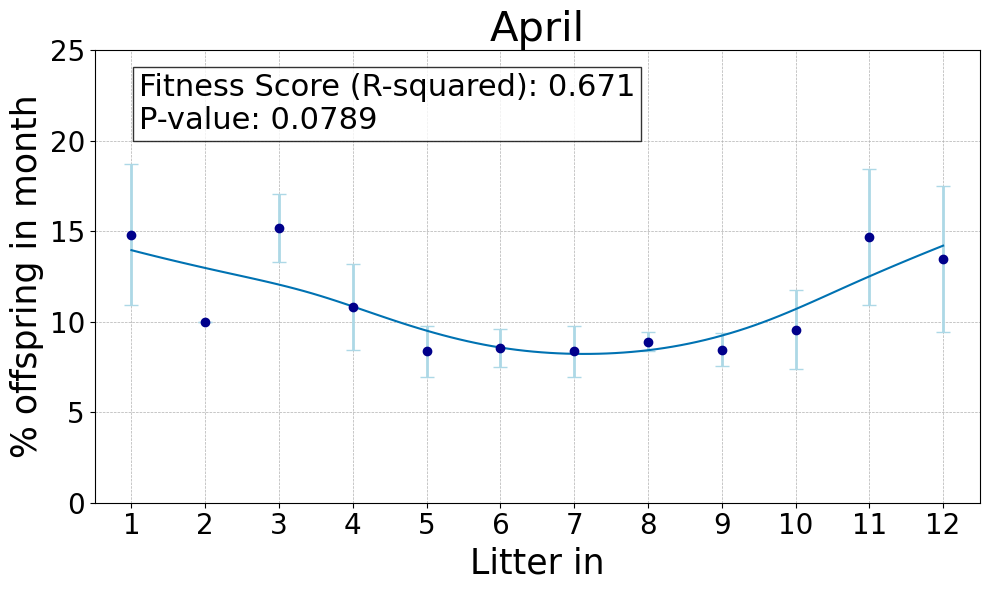 April
Fitness Score (R-squared): 0.671
P-value: 0.0789
% offspring in month
25
20
15
10
5
0
1 2 3 4 5 6 7 8 9 10 11 12
Litter in